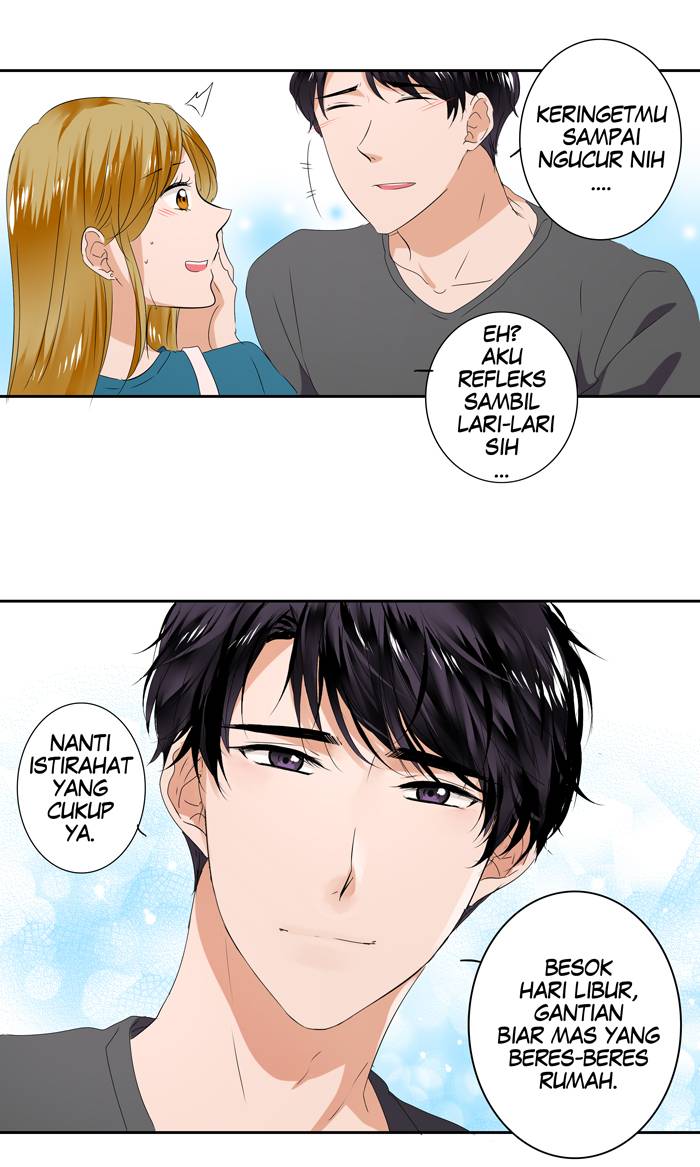 KERINGETMU
SAMPAI
NGUCUR NIH
....
EH?
AKU
REFLEKS
SAMBIL
LARI-LARI
SIH
...
NANTI
ISTIRAHAT
YANG
CUKUP
YA.
BESOK
HARI LIBUR,
GANTIAN
BIAR MAS YANG
BERES-BERES
RUMAH.